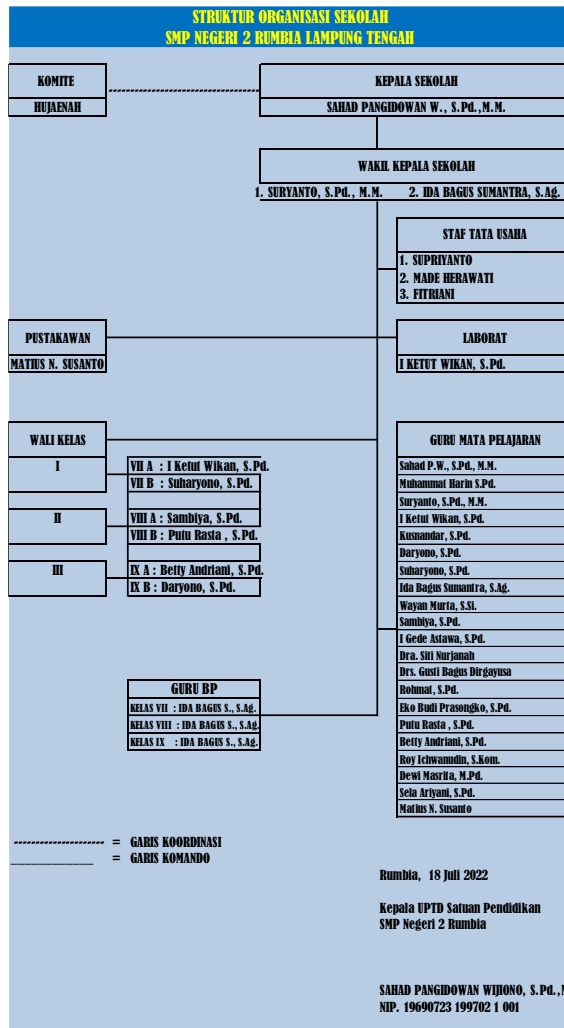 STRUKTUR ORGANISASI SEKOLAH
SMP NEGERI 2 RUMBIA LAMPUNG TENGAH
KOMITE
HUJAENAH
KEPALA SEKOLAH
SAHAD PANGIDOWAN W., S.Pd.,M.M.
WAKIL KEPALA SEKOLAH
1. SURYANTO, S.Pd., M.M. 2. IDA BAGUS SUMANTRA, S.Ag.
STAF TATA USAHA
1. SUPRIYANTO
2. MADE HERAWATI
3. FITRIANI
PUSTAKAWAN
MATIUS N. SUSANTO
LABORAT
I KETUT WIKAN, S.Pd.
WALI KELAS
I
VII A : I Ketut Wikan, S.Pd.
VII B : Suharyono, S.Pd.
II
VIII A : Sambiya, S.Pd.
VIII B : Putu Rasta , S.Pd.
III
IX A : Betty Andriani, S.Pd.
IX B : Daryono, S.Pd.
GURU MATA PELAJARAN
Sahad P.W., S.Pd., M.M.
Muhammat Harin S.Pd.
Suryanto, S.Pd., M.M.
I Ketut Wikan, S.Pd.
Kusnandar, S.Pd.
Daryono, S.Pd.
Suharyono, S.Pd.
Ida Bagus Sumantra, S.Ag.
Wayan Murta, S.Si.
Sambiya, S.Pd.
I Gede Astawa, S.Pd.
Dra. Siti Nurjanah
Drs. Gusti Bagus Dirgayusa
Rohmat, S.Pd.
Eko Budi Prasongko, S.Pd.
Putu Rasta , S.Pd.
Betty Andriani, S.Pd.
Roy Ichwanudin, S.Kom.
Dewi Masrita, M.Pd.
Sela Ariyani, S.Pd.
Matius N. Susanto
GURU BP
KELAS VII : IDA BAGUS S., S.Ag.
KELAS VIII : IDA BAGUS S., S.Ag.
KELAS IX : IDA BAGUS S., S.Ag.
--------------------- = GARIS KOORDINASI
_____________ = GARIS KOMANDO
Rumbia, 18 Juli 2022
Kepala UPTD Satuan Pendidikan
SMP Negeri 2 Rumbia
SAHAD PANGIDOWAN WIJIONO, S.Pd.,M
NIP. 19690723 199702 1 001